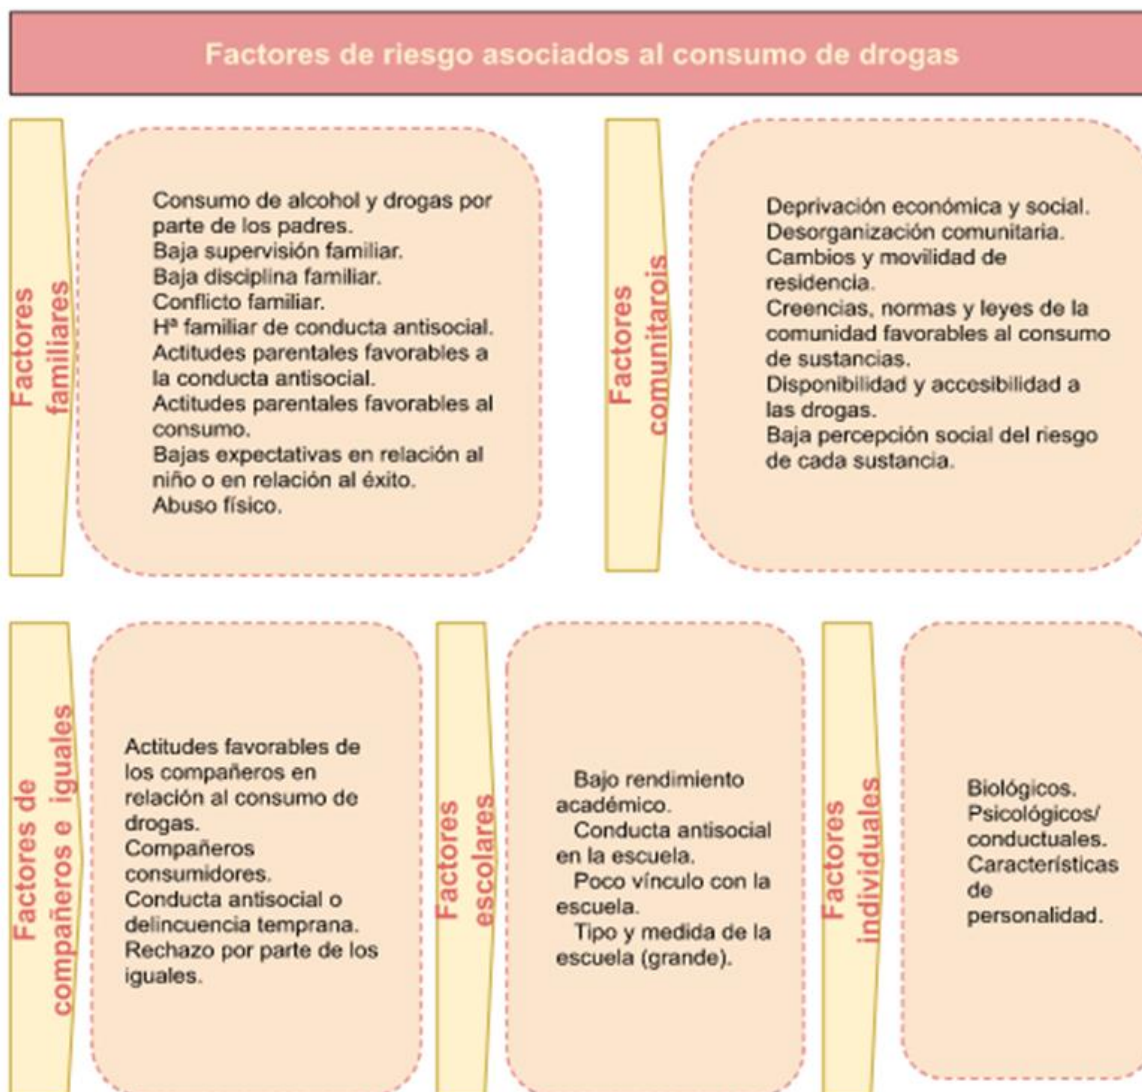 Factores de riesgo asociados al consumo de drogas
Factores
familiares
Consumo de alcohol y drogas por
parte de los padres.
Baja supervisión familiar.
Baja disciplina familiar.
Conflicto familiar.
Hª familiar de conducta antisocial.
Actitudes parentales favorables a
la conducta antisocial.
Actitudes parentales favorables al
consumo.
Bajas expectativas en relación al
niño o en relación al éxito.
Abuso físico.
Factores
comunitarois
Deprivación económica y social.
Desorganización comunitaria.
Cambios y movilidad de
residencia.
Creencias, normas y leyes de la
comunidad favorables al consumo
de sustancias.
Disponibilidad y accesibilidad a
las drogas.
Baja percepción social del riesgo
de cada sustancia.
Factores de
compañeros e iguales
Actitudes favorables de
los compañeros en
relación al consumo de
drogas.
Compañeros
consumidores.
Conducta antisocial o
delincuencia temprana.
Rechazo por parte de los
iguales.
Factores
escolares
Bajo rendimiento
académico.
Conducta antisocial
en la escuela.
Poco vínculo con la
escuela.
Tipo y medida de la
escuela (grande).
Factores
individuales
Biológicos.
Psicológicos/
conductuales.
Características
de
personalidad.